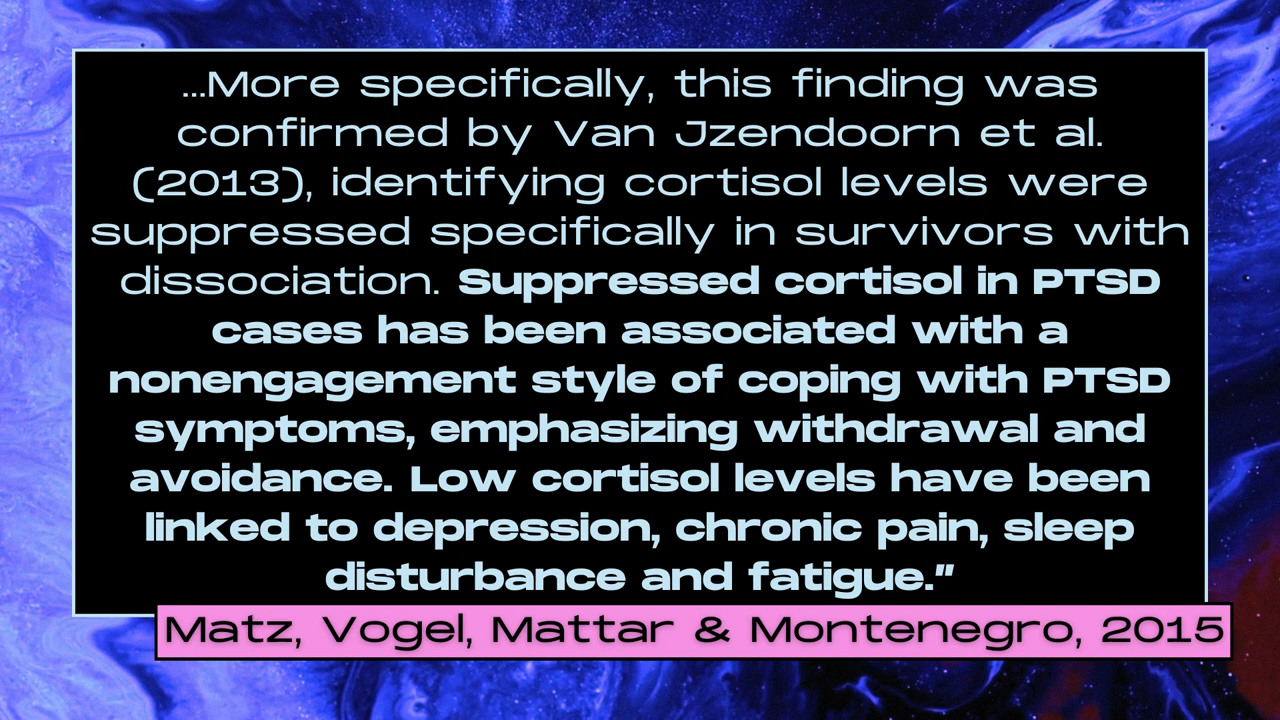 ...More specifically, this finding was
confirmed by Van Jzendoorn et al.
(2013), identifying cortisol levels were
suppressed specifically in survivors with
dissociation. Suppressed cortisol in PTSD
cases has been associated with a
nonengagement style of coping with PTSD
symptoms, emphasizing withdrawal and
avoidance. Low cortisol levels have been
linked to depression, chronic pain, sleep
disturbance and fatigue.”
Matz, Vogel, Mattar & Montenegro, 2015